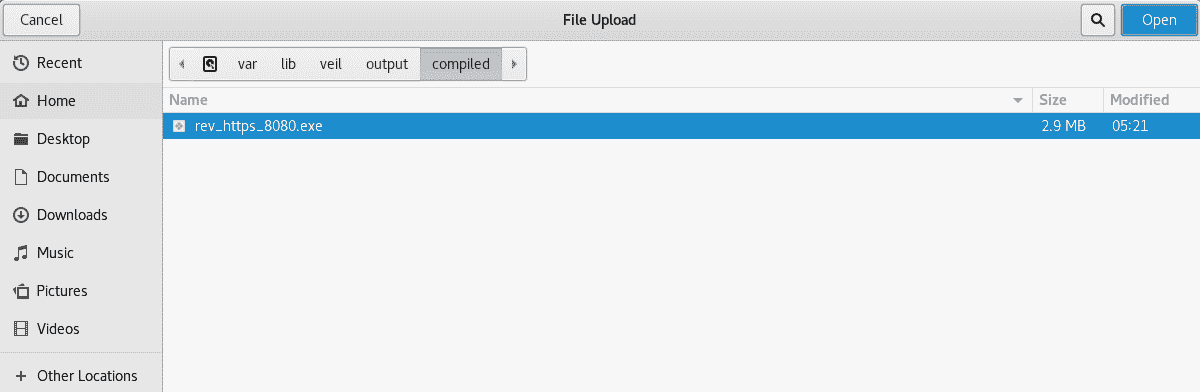 Cancel File Upload Open
Recent
Home
Desktop
Documents
Downloads
Music
Pictures
Videos
Other Locations
var lib veil output compiled
Name Size Modified
rev_https_8080.exe 2.9 MB 05:21